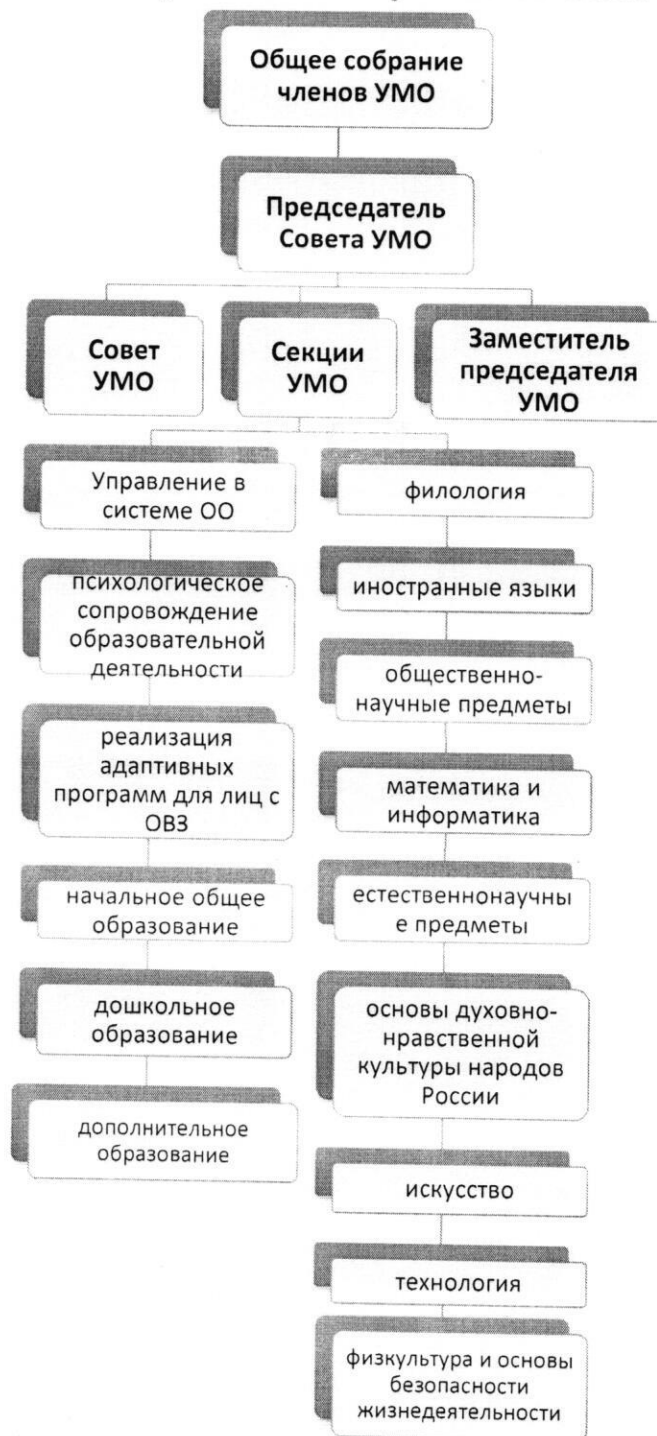 Общее собрание
членов УМО
Председатель
Совета УМО
Совет
УМО
Секции
УМО
Заместитель
председателя
УМО
Управление в
системе ОО
психологическое
сопровождение
образовательной
деятельности
реализация
адаптивных
программ для лиц с
ОВЗ
начальное общее
образование
дошкольное
образование
дополнительное
образование
филология
иностранные языки
общественно-
научные предметы
математика и
информатика
естественнонаучны
е предметы
основы духовно-
нравственной
культуры народов
России
искусство
технология
физкультура и основы
безопасности
жизнедеятельности